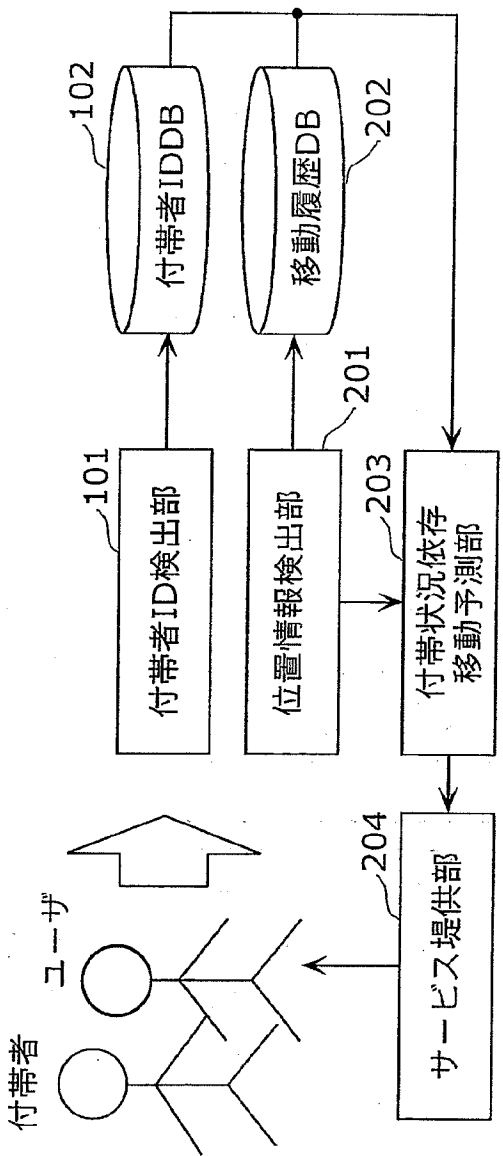 付帯者
ユーザ
101
付帯者ID検出部
102
付帯者IDDB
201
位置情報検出部
202
移動履歴DB
203
付帯状況依存
移動予測部
204
サービス堤供部